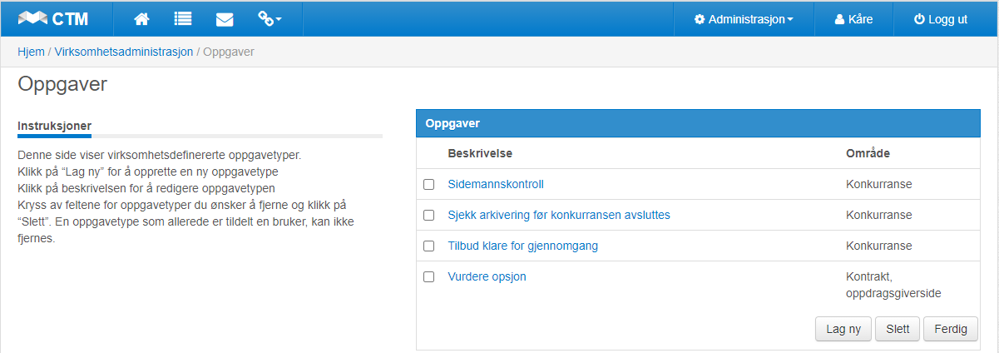 CTM
Administrasjon
Kåre
Logg ut
Hjem / Virksomhetsadministrasjon / Oppgaver
Oppgaver
Instruksjoner
Denne side viser virksomhetsdefinererte oppgavetyper.
Klikk på “Lag ny” for å opprette en ny oppgavetype
Klikk på beskrivelsen for å redigere oppgavetypen
Kryss av feltene for oppgavetyper du ønsker å fjerne og klikk på
“Slett”. En oppgavetype som allerede er tildelt en bruker, kan ikke
fjernes.
Oppgaver
Beskrivelse Område
Sidemannskontroll Konkurranse
Sjekk arkivering før konkurransen avsluttes Konkurranse
Tilbud klare for gjennomgang Konkurranse
Vurdere opsjon Kontrakt,
oppdragsgiverside
Lag ny Slett Ferdig